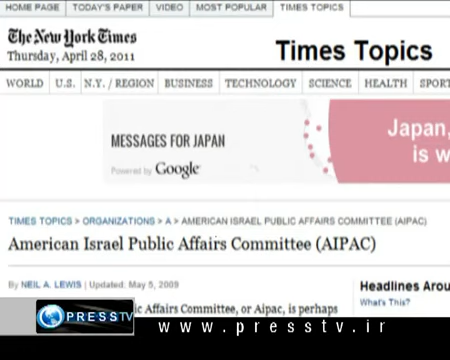 HOME PAGE TODAY'S PAPER VIDEO MOST POPULAR TIMES TOPICS
The New York Times
Thursday, April 28, 2011
Times Topics
WORLD U.S. N.Y. / REGION BUSINESS TECHNOLOGY SCIENCE HEALTH SPORT
MESSAGES FOR JAPAN
Powered by Google
Japan,
is w
TIMES TOPICS > ORGANIZATIONS > A > AMERICAN ISRAEL PUBLIC AFFAIRS COMMITTEE (AIPAC)
American Israel Public Affairs Committee (AIPAC)
By NEIL A. LEWIS | Updated: May 5, 2009
Headlines Arou
What's This?
ic Affairs Committee, or Aipac, is perhaps
PRESSTV
www.presstv.ir